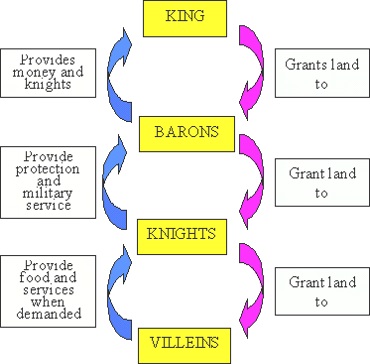 KING
Provides
money and
knights
Grants land
to
BARONS
Provide
protection
and
military
service
Grant land
to
KNIGHTS
Provide
food and
services
when
demanded
Grant land
to
VILLEINS